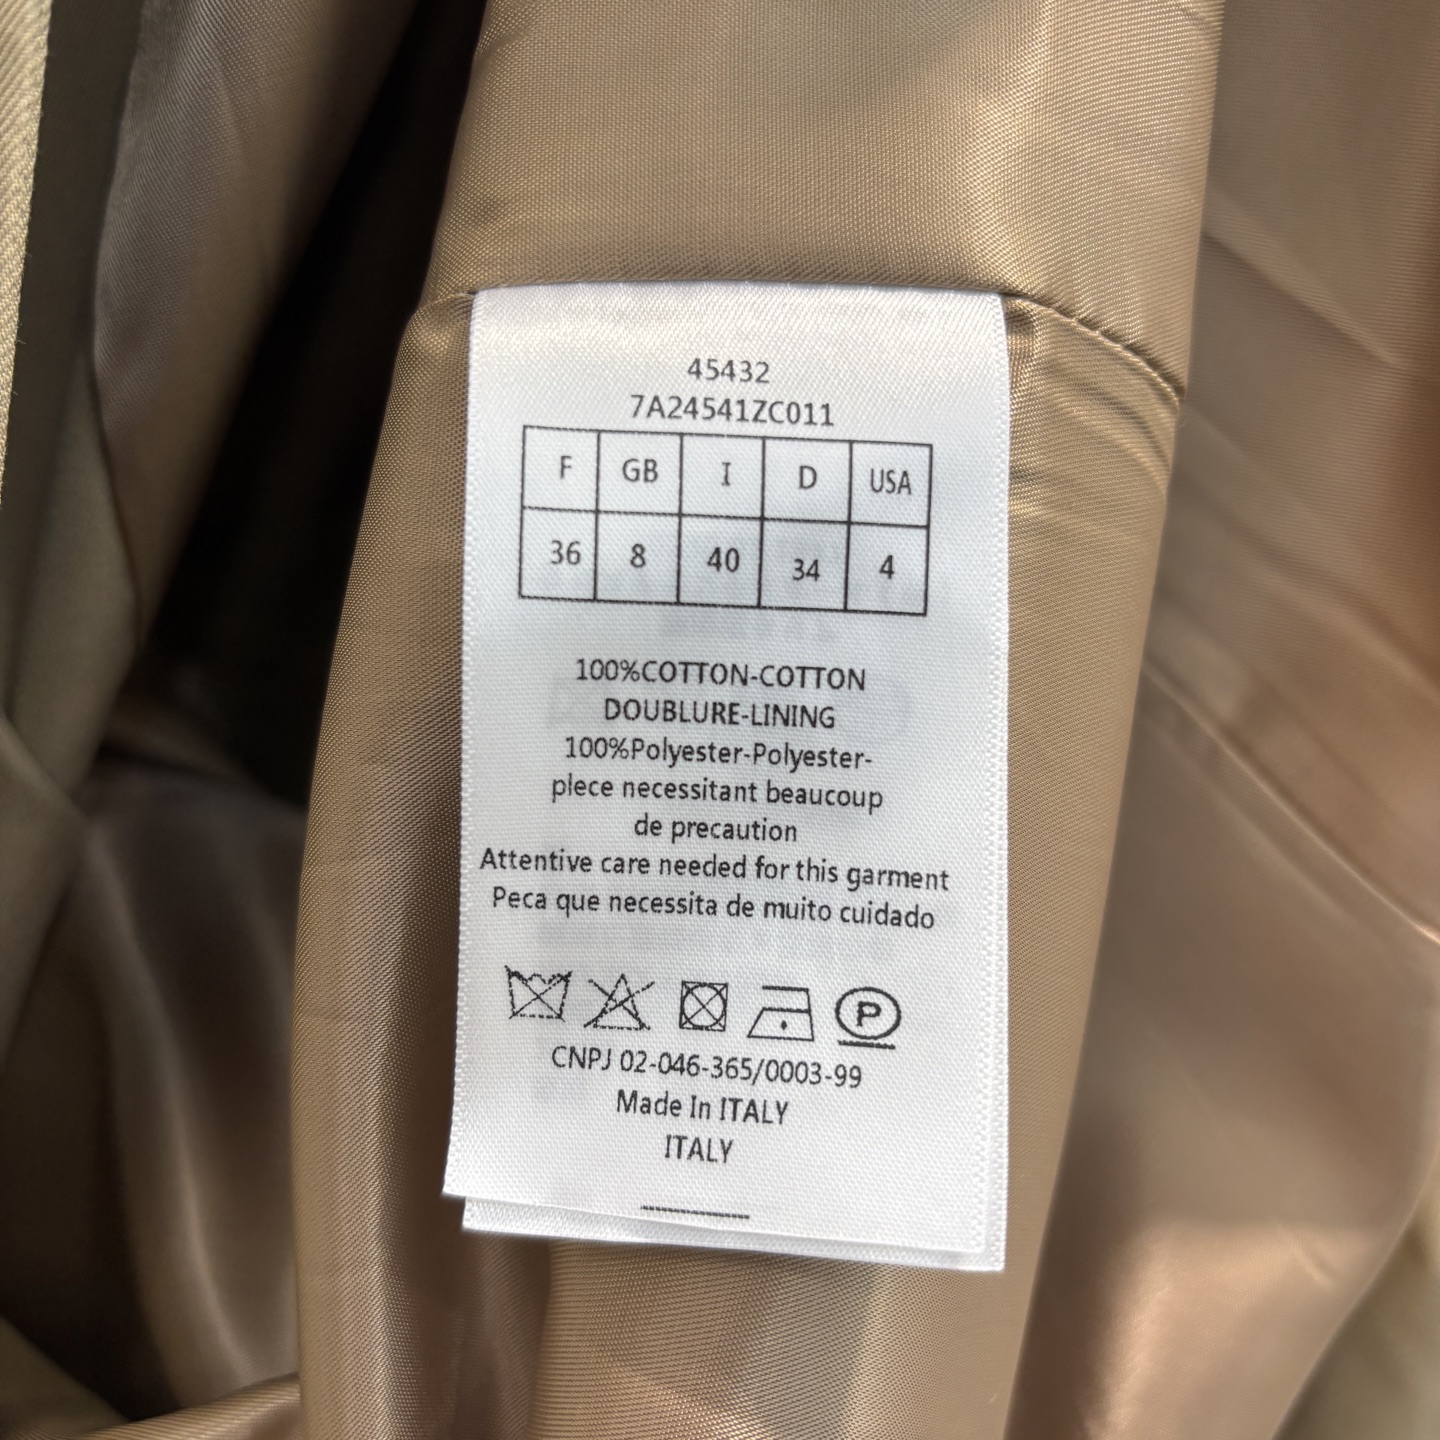 45432
7A24541ZC011
F GB I D USA
36 8 40 34 4
100%COTTON-COTTON
DOUBLURE-LINING
100%Polyester-Polyester-
piece necessitant beaucoup
de precaution
Attentive care needed for this garment
Peca que necessita de muito cuidado
P
CNPJ 02-046-365/0003-99
Made In ITALY
ITALY